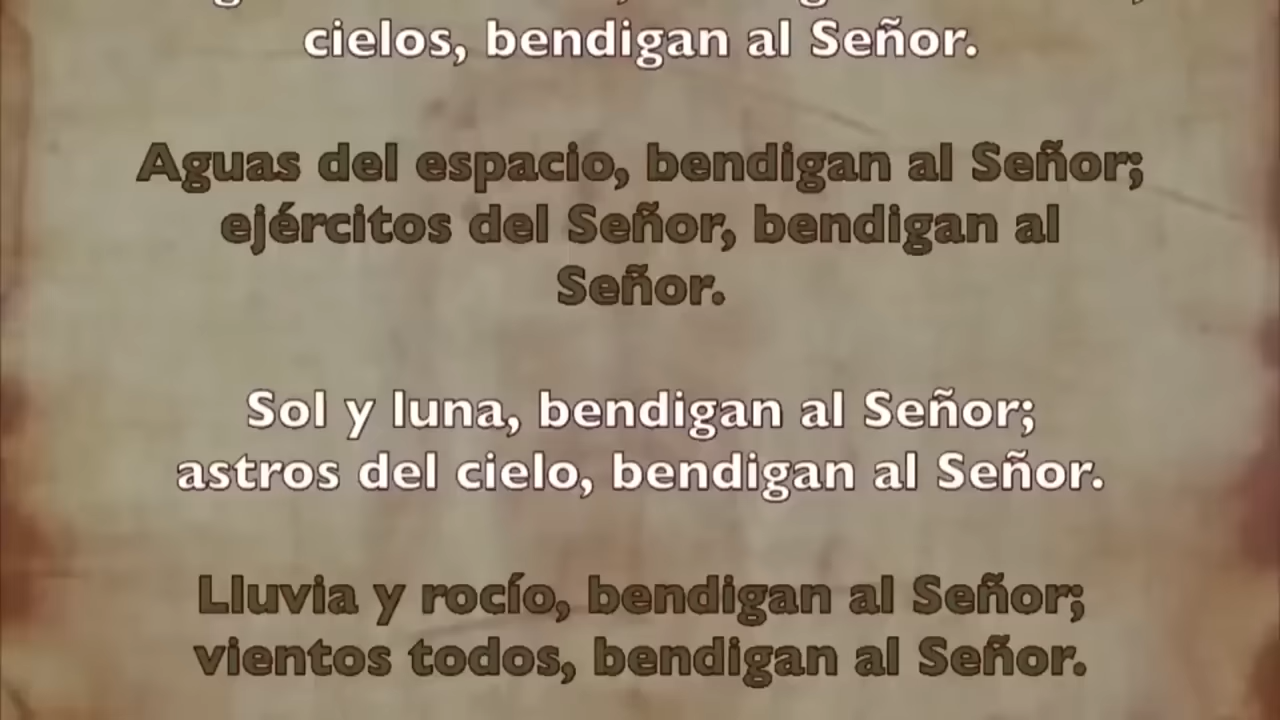 cielos, bendigan al Señor.
Aguas del espacio, bendigan al Señor;
ejércitos del Señor, bendigan al
Señor.
Sol y luna, bendigan al Señor;
astros del cielo, bendigan al Señor.
Lluvia y rocío, bendigan al Señor;
vientos todos, bendigan al Señor.